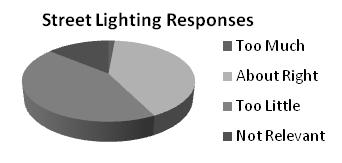 Street Lighting Responses
Too Much
About Right
Too Little
Not Relevant